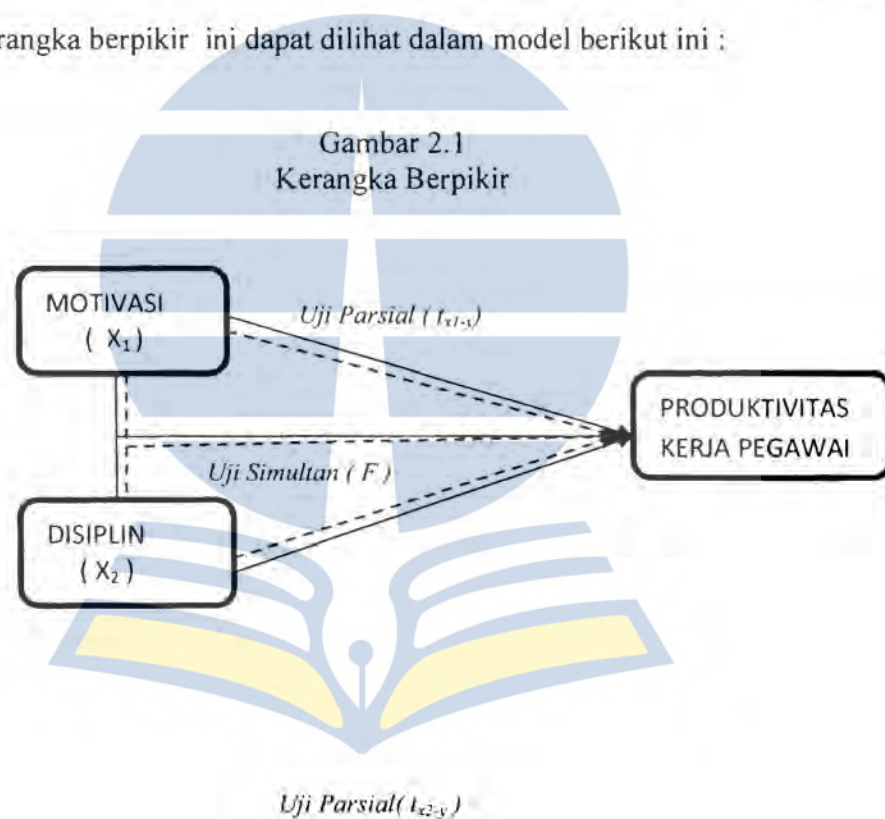 rangka berpikir ini dapat dilihat dalam model berikut ini :
Gambar 2.1
Kerangka Berpikir
MOTIVASI
( X₁ )
Uji Parsial ( tₓ₁₋ₓ)
PRODUKTIVITAS
KERJA PEGAWAI
Uji Simultan ( F )
DISIPLIN
( X₂ )
Uji Parsial( tₓ₂₋y )